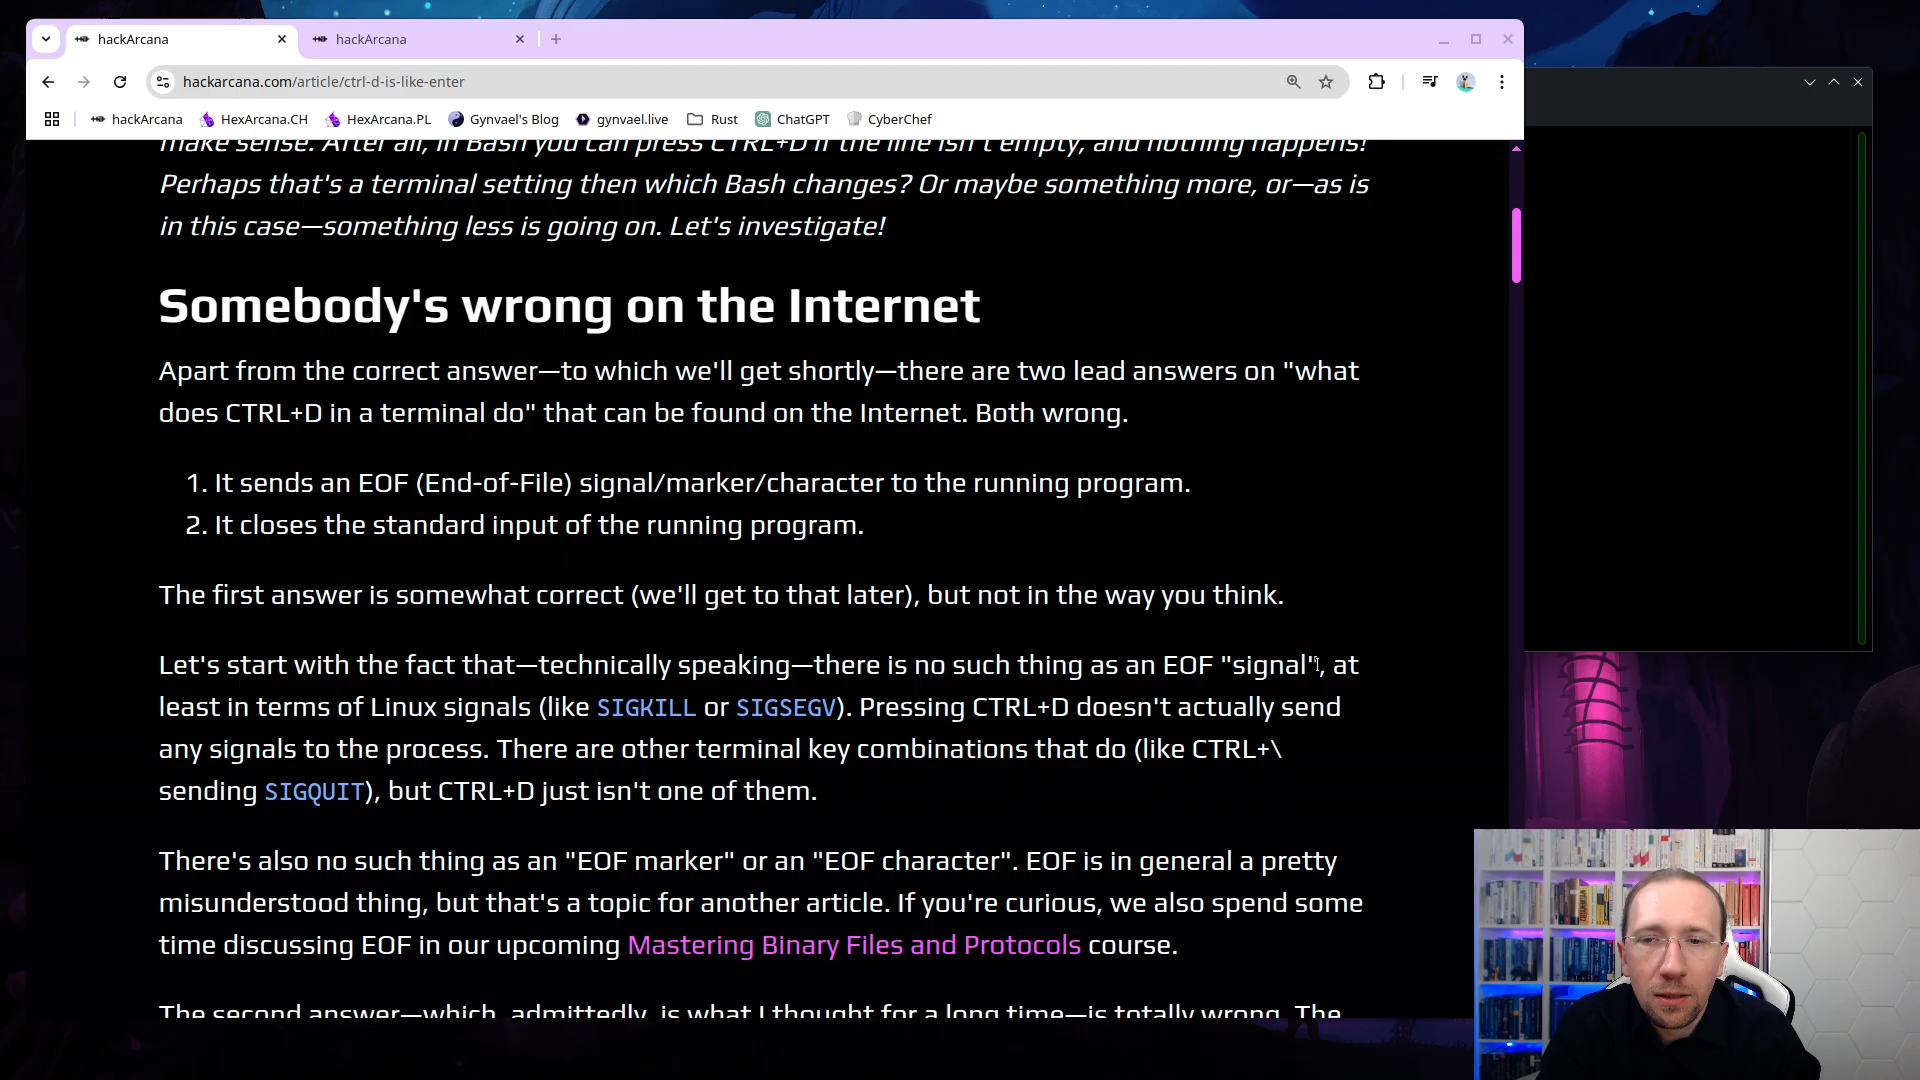 hackArcana
hackArcana
hackarcana.com/article/ctrl-d-is-like-enter
hackArcana HexArcana.CH HexArcana.PL Gynvael's Blog gynvael.live Rust ChatGPT CyberChef
make sense. After all, in Bash you can press CTRL+D if the line isn't empty, and nothing happens!
Perhaps that's a terminal setting then which Bash changes? Or maybe something more, or—as is
in this case—something less is going on. Let's investigate!
Somebody's wrong on the Internet
Apart from the correct answer—to which we'll get shortly—there are two lead answers on "what
does CTRL+D in a terminal do" that can be found on the Internet. Both wrong.
1. It sends an EOF (End-of-File) signal/marker/character to the running program.
2. It closes the standard input of the running program.
The first answer is somewhat correct (we'll get to that later), but not in the way you think.
Let's start with the fact that—technically speaking—there is no such thing as an EOF "signal", at
least in terms of Linux signals (like SIGKILL or SIGSEGV). Pressing CTRL+D doesn't actually send
any signals to the process. There are other terminal key combinations that do (like CTRL+\
sending SIGQUIT), but CTRL+D just isn't one of them.
There's also no such thing as an "EOF marker" or an "EOF character". EOF is in general a pretty
misunderstood thing, but that's a topic for another article. If you're curious, we also spend some
time discussing EOF in our upcoming Mastering Binary Files and Protocols course.
The second answer—which, admittedly, is what I thought for a long time—is totally wrong. The